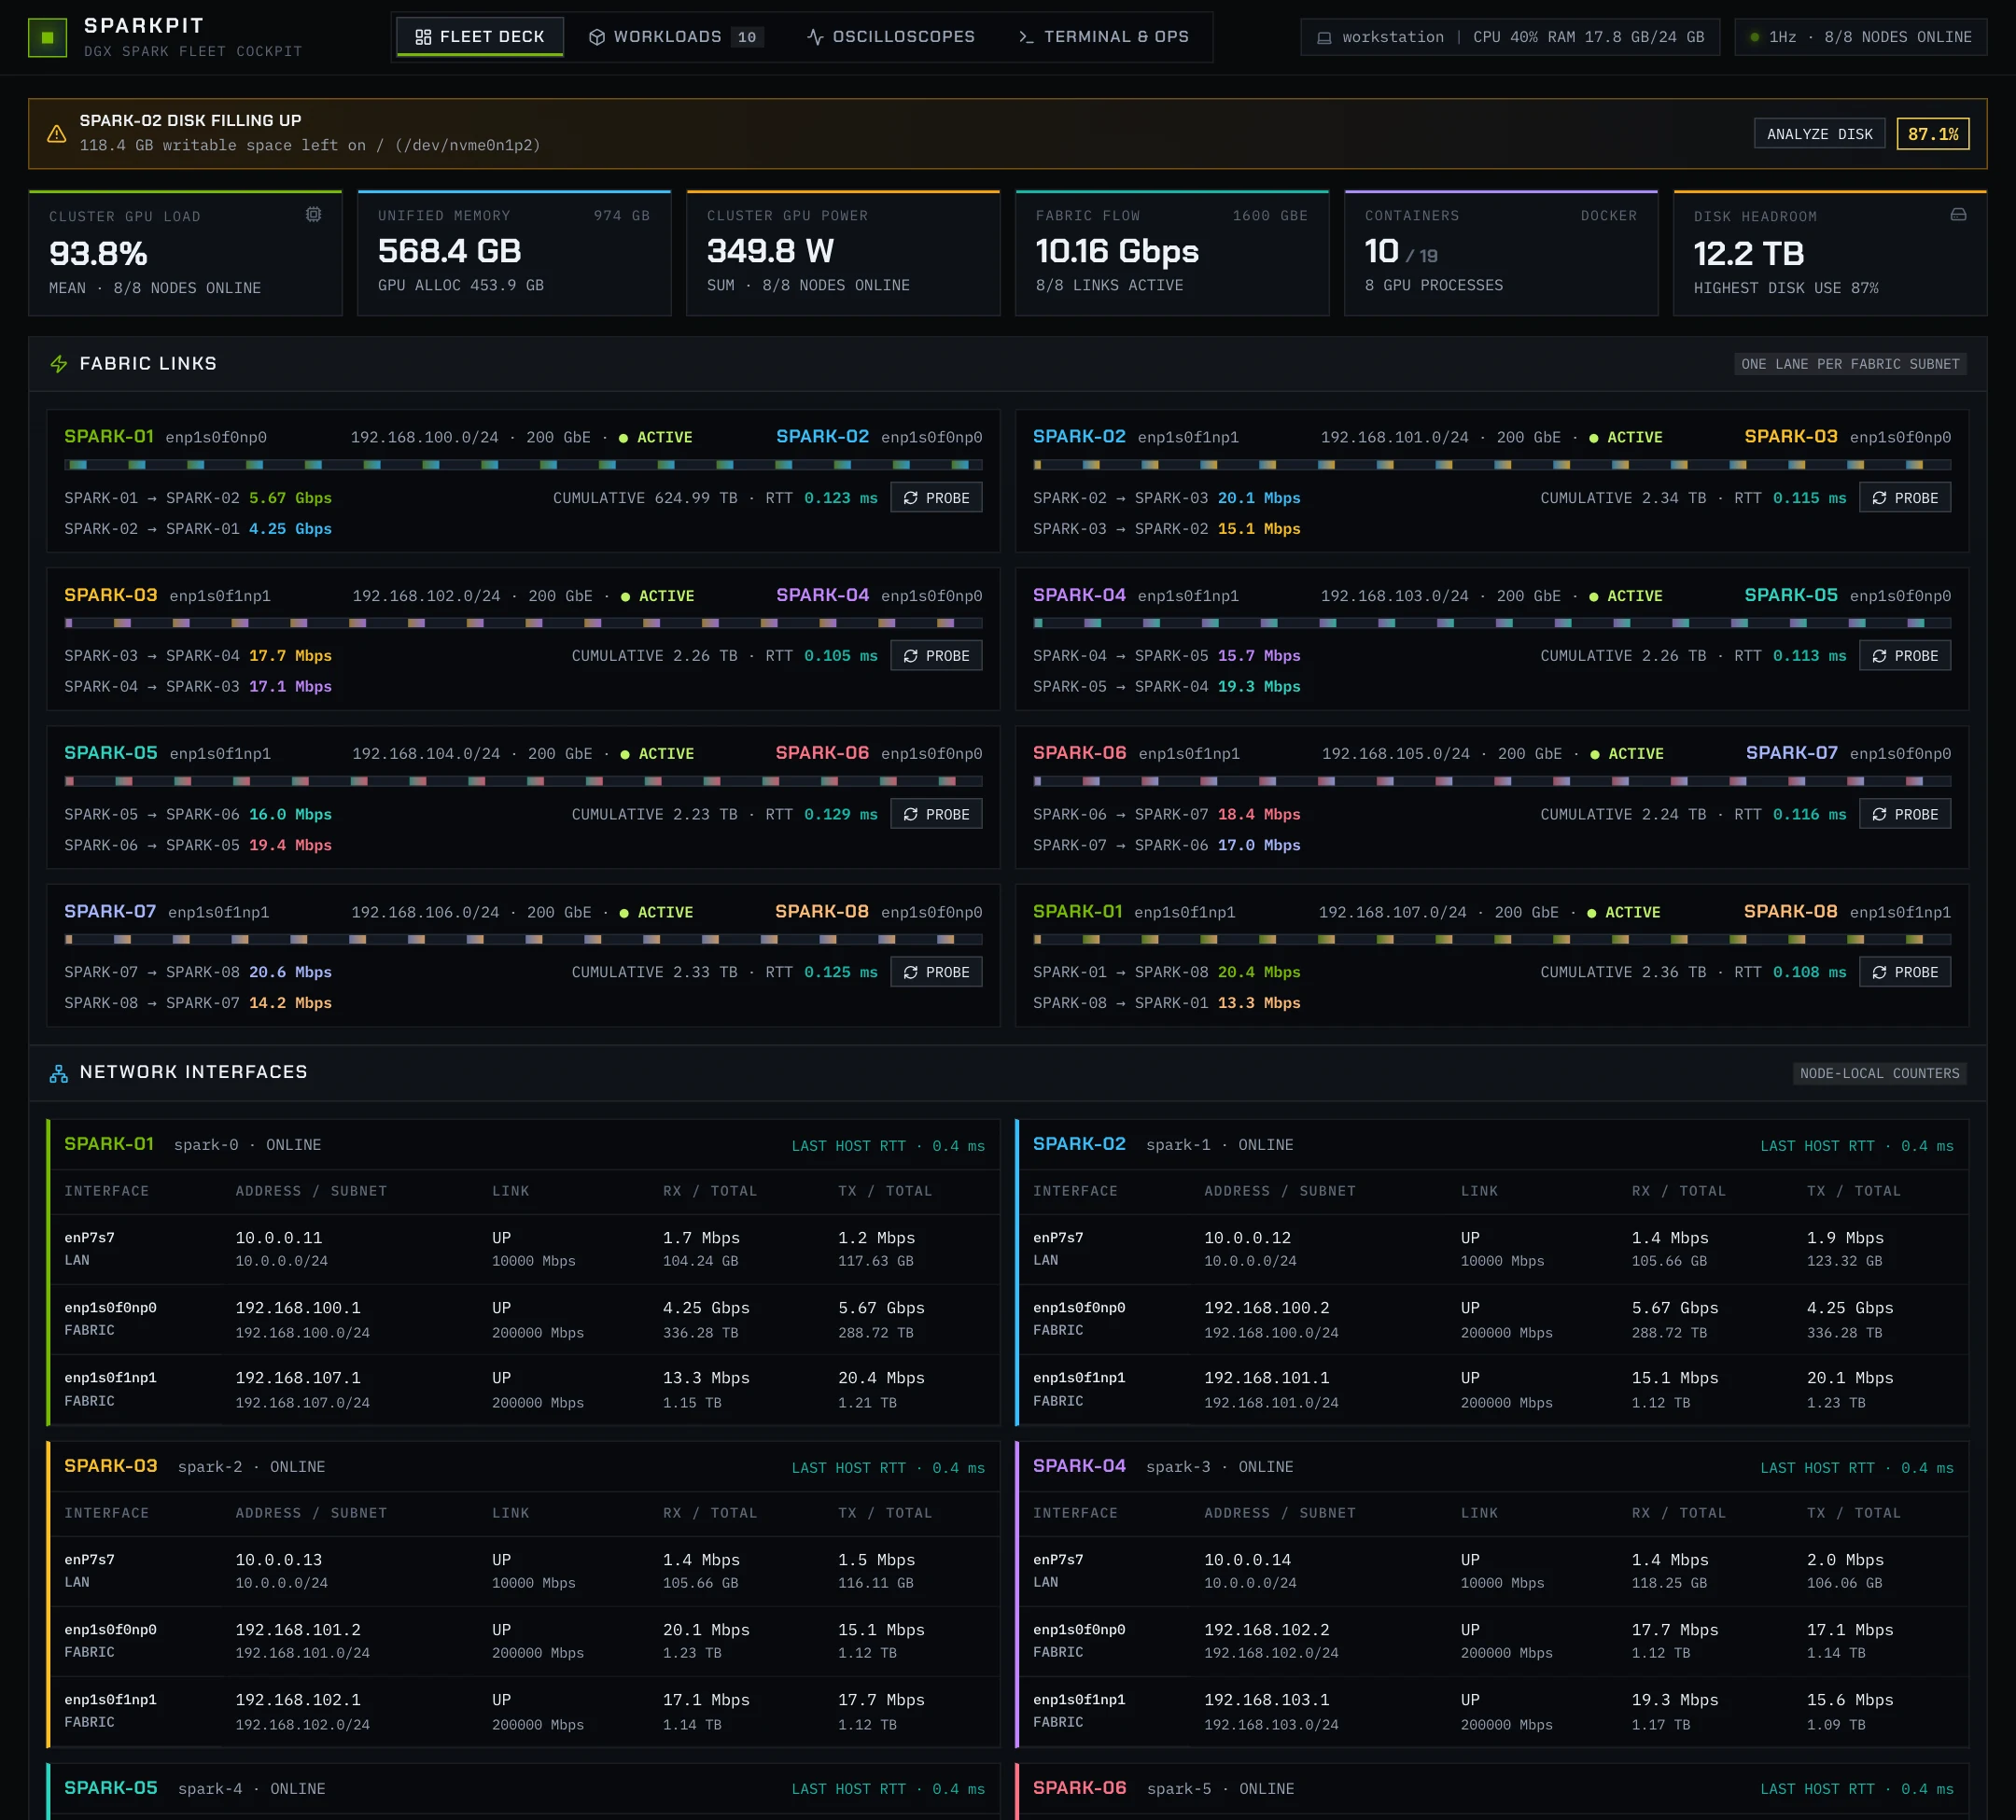 SPARKPIT
DGX SPARK FLEET COCKPIT
FLEET DECK
WORKLOADS 10
OSCILLOSCOPES
TERMINAL & OPS
workstation | CPU 40% RAM 17.8 GB/24 GB
1Hz · 8/8 NODES ONLINE
SPARK-02 DISK FILLING UP
118.4 GB writable space left on / (/dev/nvme0n1p2)
ANALYZE DISK
87.1%
CLUSTER GPU LOAD
93.8%
MEAN · 8/8 NODES ONLINE
UNIFIED MEMORY 974 GB
568.4 GB
GPU ALLOC 453.9 GB
CLUSTER GPU POWER
349.8 W
SUM · 8/8 NODES ONLINE
FABRIC FLOW 1600 GBE
10.16 Gbps
8/8 LINKS ACTIVE
CONTAINERS DOCKER
10 / 19
8 GPU PROCESSES
DISK HEADROOM
12.2 TB
HIGHEST DISK USE 87%
FABRIC LINKS
ONE LANE PER FABRIC SUBNET
SPARK-01 enp1s0f0np0 192.168.100.0/24 · 200 GbE · ● ACTIVE SPARK-02 enp1s0f0np0
SPARK-01 → SPARK-02 5.67 Gbps CUMULATIVE 624.99 TB · RTT 0.123 ms PROBE
SPARK-02 → SPARK-01 4.25 Gbps
SPARK-02 enp1s0f1np1 192.168.101.0/24 · 200 GbE · ● ACTIVE SPARK-03 enp1s0f0np0
SPARK-02 → SPARK-03 20.1 Mbps CUMULATIVE 2.34 TB · RTT 0.115 ms PROBE
SPARK-03 → SPARK-02 15.1 Mbps
SPARK-03 enp1s0f1np1 192.168.102.0/24 · 200 GbE · ● ACTIVE SPARK-04 enp1s0f0np0
SPARK-03 → SPARK-04 17.7 Mbps CUMULATIVE 2.26 TB · RTT 0.105 ms PROBE
SPARK-04 → SPARK-03 17.1 Mbps
SPARK-04 enp1s0f1np1 192.168.103.0/24 · 200 GbE · ● ACTIVE SPARK-05 enp1s0f0np0
SPARK-04 → SPARK-05 15.7 Mbps CUMULATIVE 2.26 TB · RTT 0.113 ms PROBE
SPARK-05 → SPARK-04 19.3 Mbps
SPARK-05 enp1s0f1np1 192.168.104.0/24 · 200 GbE · ● ACTIVE SPARK-06 enp1s0f0np0
SPARK-05 → SPARK-06 16.0 Mbps CUMULATIVE 2.23 TB · RTT 0.129 ms PROBE
SPARK-06 → SPARK-05 19.4 Mbps
SPARK-06 enp1s0f1np1 192.168.105.0/24 · 200 GbE · ● ACTIVE SPARK-07 enp1s0f0np0
SPARK-06 → SPARK-07 18.4 Mbps CUMULATIVE 2.24 TB · RTT 0.116 ms PROBE
SPARK-07 → SPARK-06 17.0 Mbps
SPARK-07 enp1s0f1np1 192.168.106.0/24 · 200 GbE · ● ACTIVE SPARK-08 enp1s0f0np0
SPARK-07 → SPARK-08 20.6 Mbps CUMULATIVE 2.33 TB · RTT 0.125 ms PROBE
SPARK-08 → SPARK-07 14.2 Mbps
SPARK-01 enp1s0f1np1 192.168.107.0/24 · 200 GbE · ● ACTIVE SPARK-08 enp1s0f1np1
SPARK-01 → SPARK-08 20.4 Mbps CUMULATIVE 2.36 TB · RTT 0.108 ms PROBE
SPARK-08 → SPARK-01 13.3 Mbps
NETWORK INTERFACES
NODE-LOCAL COUNTERS
SPARK-01 spark-0 · ONLINE LAST HOST RTT · 0.4 ms
INTERFACE ADDRESS / SUBNET LINK RX / TOTAL TX / TOTAL
enP7s7 10.0.0.11 UP 1.7 Mbps 1.2 Mbps
LAN 10.0.0.0/24 10000 Mbps 104.24 GB 117.63 GB
enp1s0f0np0 192.168.100.1 UP 4.25 Gbps 5.67 Gbps
FABRIC 192.168.100.0/24 200000 Mbps 336.28 TB 288.72 TB
enp1s0f1np1 192.168.107.1 UP 13.3 Mbps 20.4 Mbps
FABRIC 192.168.107.0/24 200000 Mbps 1.15 TB 1.21 TB
SPARK-02 spark-1 · ONLINE LAST HOST RTT · 0.4 ms
INTERFACE ADDRESS / SUBNET LINK RX / TOTAL TX / TOTAL
enP7s7 10.0.0.12 UP 1.4 Mbps 1.9 Mbps
LAN 10.0.0.0/24 10000 Mbps 105.66 GB 123.32 GB
enp1s0f0np0 192.168.100.2 UP 5.67 Gbps 4.25 Gbps
FABRIC 192.168.100.0/24 200000 Mbps 288.72 TB 336.28 TB
enp1s0f1np1 192.168.101.1 UP 15.1 Mbps 20.1 Mbps
FABRIC 192.168.101.0/24 200000 Mbps 1.12 TB 1.23 TB
SPARK-03 spark-2 · ONLINE LAST HOST RTT · 0.4 ms
INTERFACE ADDRESS / SUBNET LINK RX / TOTAL TX / TOTAL
enP7s7 10.0.0.13 UP 1.4 Mbps 1.5 Mbps
LAN 10.0.0.0/24 10000 Mbps 105.66 GB 116.11 GB
enp1s0f0np0 192.168.101.2 UP 20.1 Mbps 15.1 Mbps
FABRIC 192.168.101.0/24 200000 Mbps 1.23 TB 1.12 TB
enp1s0f1np1 192.168.102.1 UP 17.1 Mbps 17.7 Mbps
FABRIC 192.168.102.0/24 200000 Mbps 1.14 TB 1.12 TB
SPARK-04 spark-3 · ONLINE LAST HOST RTT · 0.4 ms
INTERFACE ADDRESS / SUBNET LINK RX / TOTAL TX / TOTAL
enP7s7 10.0.0.14 UP 1.4 Mbps 2.0 Mbps
LAN 10.0.0.0/24 10000 Mbps 118.25 GB 106.06 GB
enp1s0f0np0 192.168.102.2 UP 17.7 Mbps 17.1 Mbps
FABRIC 192.168.102.0/24 200000 Mbps 1.12 TB 1.14 TB
enp1s0f1np1 192.168.103.1 UP 19.3 Mbps 15.6 Mbps
FABRIC 192.168.103.0/24 200000 Mbps 1.17 TB 1.09 TB
SPARK-05 spark-4 · ONLINE LAST HOST RTT · 0.4 ms
SPARK-06 spark-5 · ONLINE LAST HOST RTT · 0.4 ms